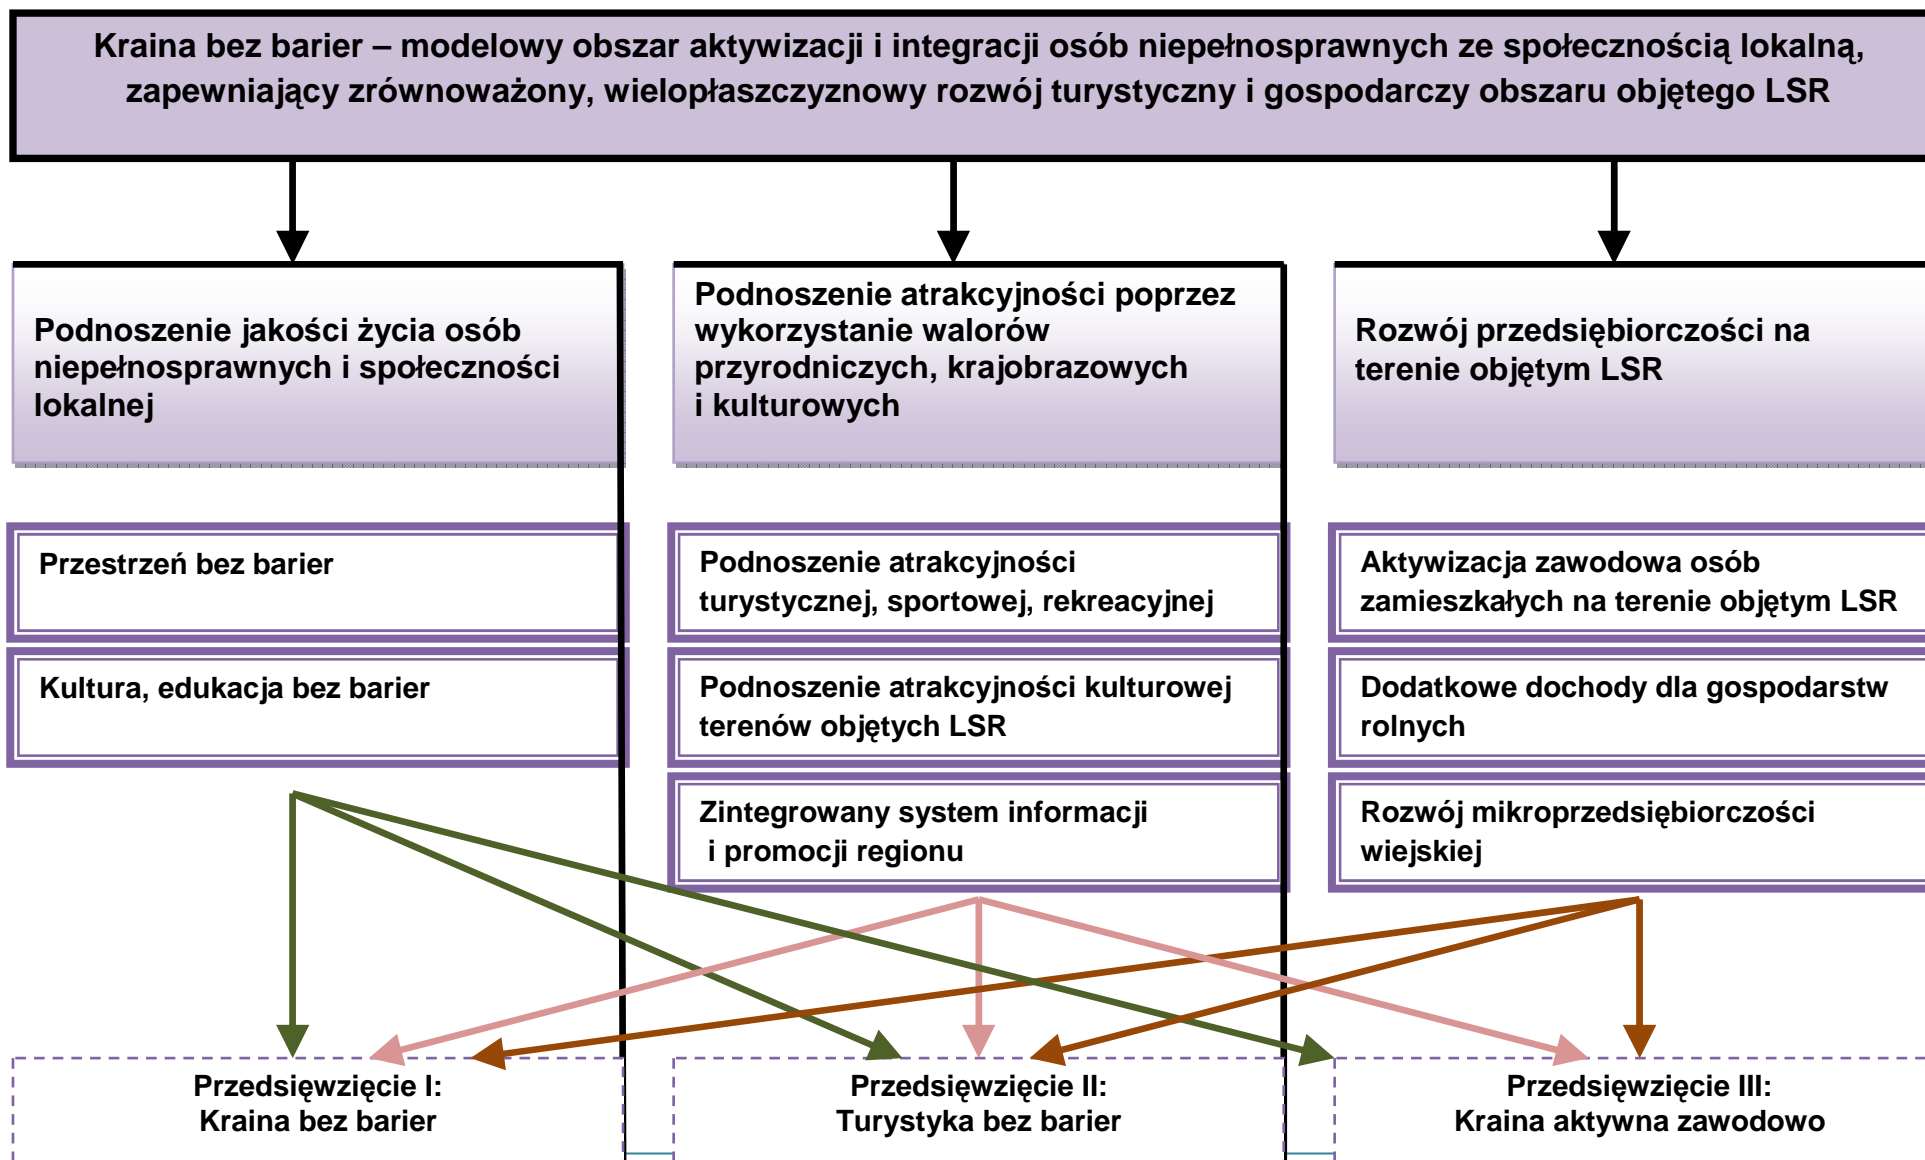 Kraina bez barier – modelowy obszar aktywizacji i integracji osób niepełnosprawnych ze społecznością lokalną,
zapewniający zrównoważony, wielopłaszczyznowy rozwój turystyczny i gospodarczy obszaru objętego LSR
Podnoszenie jakości życia osób
niepełnosprawnych i społeczności
lokalnej
Podnoszenie atrakcyjności poprzez
wykorzystanie walorów
przyrodniczych, krajobrazowych
i kulturowych
Rozwój przedsiębiorczości na
terenie objętym LSR
Przestrzeń bez barier
Kultura, edukacja bez barier
Podnoszenie atrakcyjności
turystycznej, sportowej, rekreacyjnej
Podnoszenie atrakcyjności kulturowej
terenów objętych LSR
Zintegrowany system informacji
i promocji regionu
Aktywizacja zawodowa osób
zamieszkałych na terenie objętym LSR
Dodatkowe dochody dla gospodarstw
rolnych
Rozwój mikroprzedsiębiorczości
wiejskiej
Przedsięwzięcie I:
Kraina bez barier
Przedsięwzięcie II:
Turystyka bez barier
Przedsięwzięcie III:
Kraina aktywna zawodowo